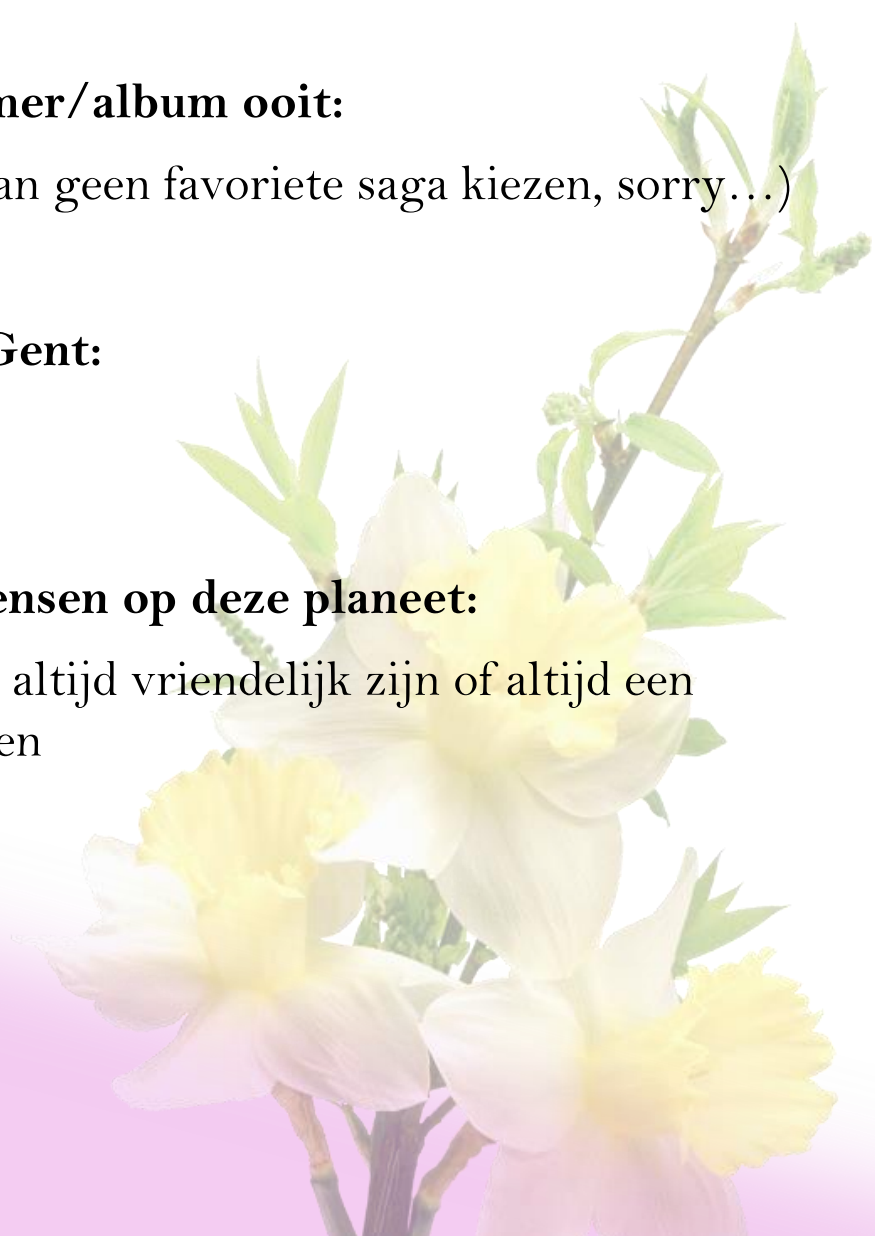 mer/album ooit:
an geen favoriete saga kiezen, sorry…)
Gent:
ensen op deze planeet:
altijd vriendelijk zijn of altijd een
en